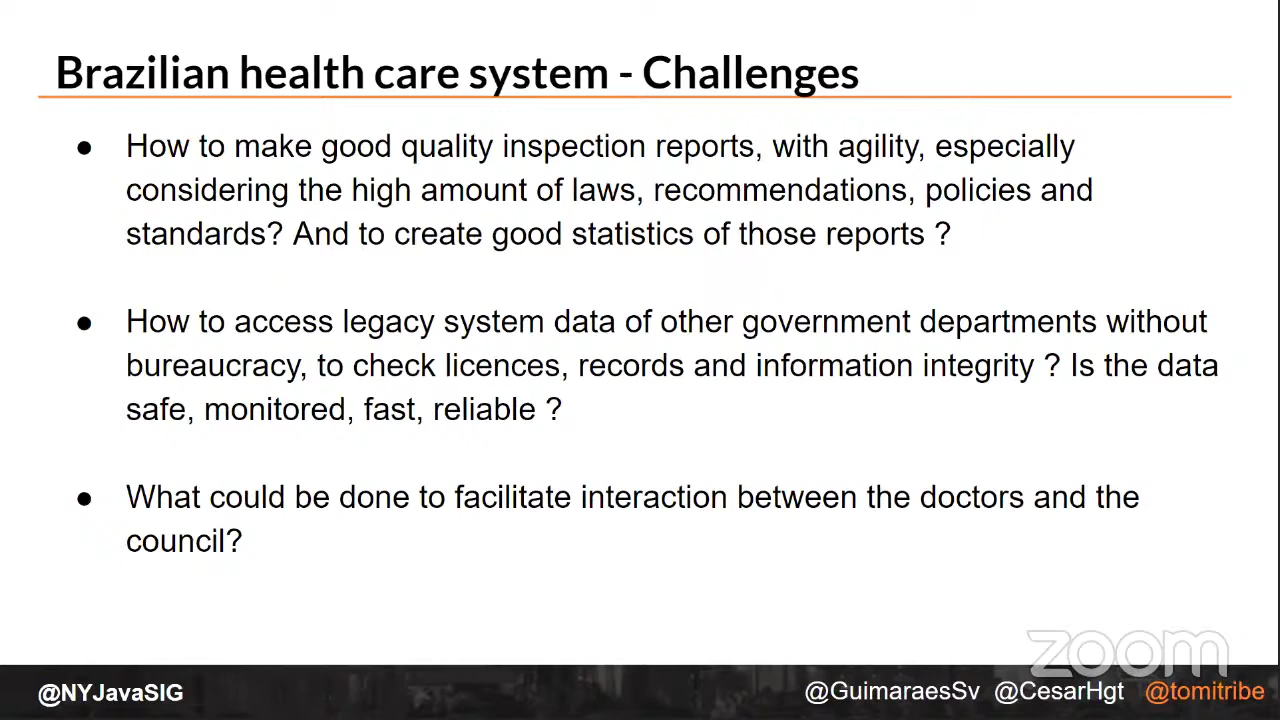 Brazilian health care system - Challenges
● How to make good quality inspection reports, with agility, especially
considering the high amount of laws, recommendations, policies and
standards? And to create good statistics of those reports ?
● How to access legacy system data of other government departments without
bureaucracy, to check licences, records and information integrity ? Is the data
safe, monitored, fast, reliable ?
● What could be done to facilitate interaction between the doctors and the
council?
zoom
@NYJavaSIG
@GuimaraesSv @CesarHgt @tomitribe